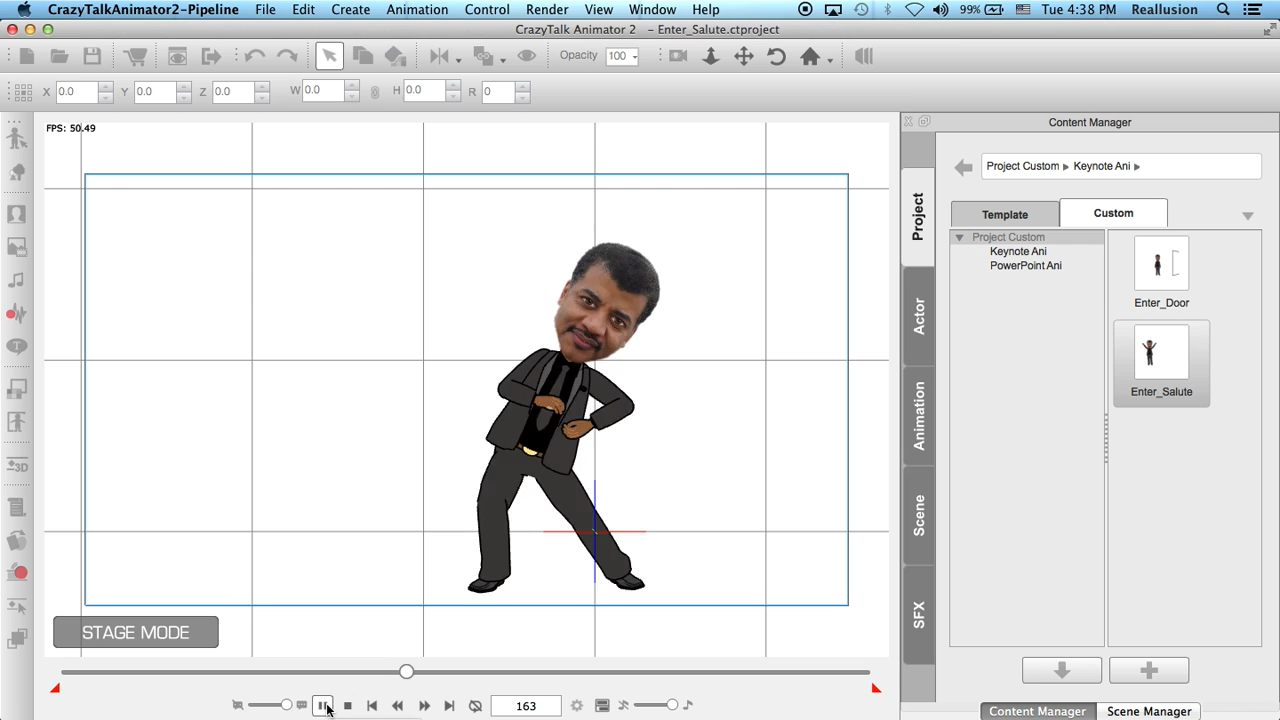 CrazyTalkAnimator2-Pipeline File Edit Create Animation Control Render View Window Help 99% Tue 4:38 PM Reallusion
CrazyTalk Animator 2 - Enter_Salute.ctproject
Opacity 100
X 0.0 Y 0.0 Z 0.0 W 0.0 H 0.0 R 0
FPS: 50.49
Content Manager
Project Custom Keynote Ani
Template Custom
Project Custom
Keynote Ani
PowerPoint Ani
Enter_Door
Enter_Salute
Project
Actor
Animation
Scene
SFX
+3D
STAGE MODE
163
Content Manager Scene Manager